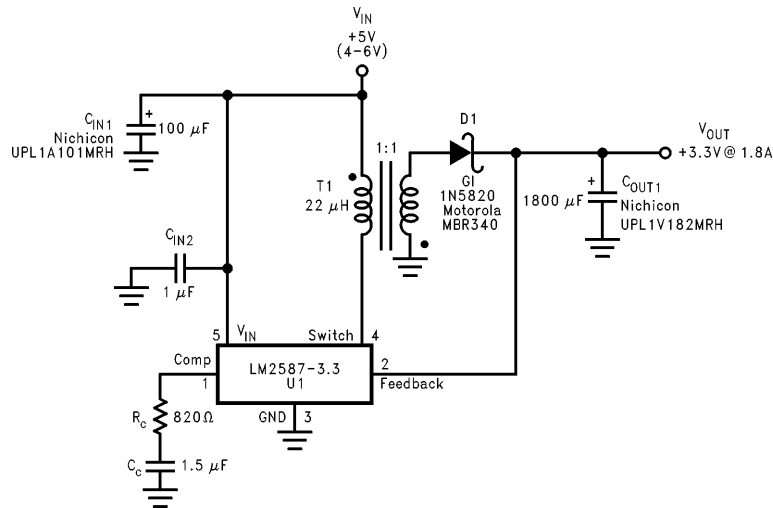 V_IN
+5V
(4-6V)
C_IN1
Nichicon
UPL1A101MRH
+
100 μF
1:1
T1
22 μH
D1
GI
1N5820
Motorola
MBR340
V_OUT
+3.3V @ 1.8A
+
1800 μF
C_OUT1
Nichicon
UPL1V182MRH
C_IN2
1 μF
5
V_IN
Switch
4
Comp
1
LM2587-3.3
U1
2
Feedback
GND
3
R_C
820Ω
C_C
1.5 μF